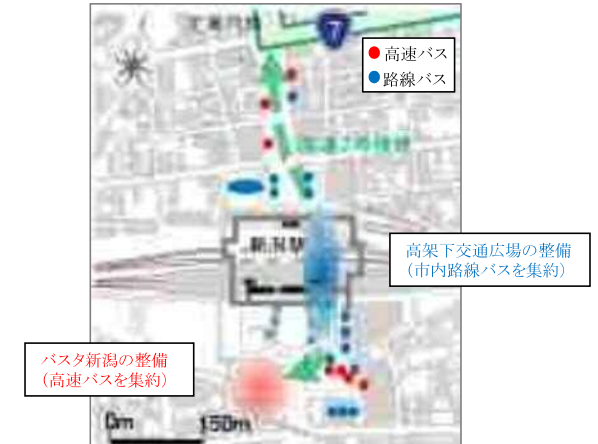 7
高速バス
路線バス
新潟駅
高架下交通広場の整備
（市内路線バスを集約）
バスタ新潟の整備
（高速バスを集約）
0m
150m